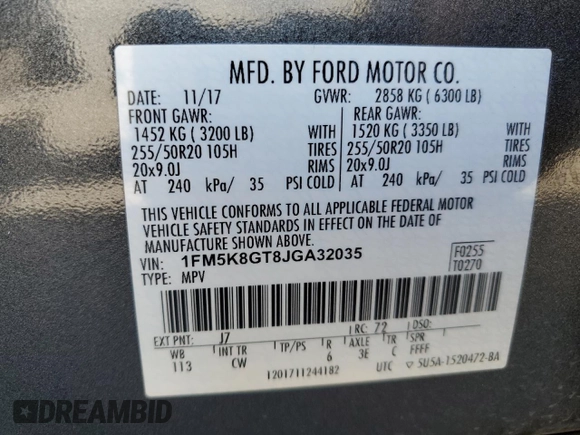 MFD. BY FORD MOTOR CO.
DATE: 11/17 GVWR: 2858 KG ( 6300 LB)
FRONT GAWR: REAR GAWR:
1452 KG ( 3200 LB) WITH 1520 KG ( 3350 LB) WITH
255/50R20 105H TIRES 255/50R20 105H TIRES
20x9.0J RIMS 20x9.0J RIMS
AT 240 kPa/ 35 PSI COLD AT 240 kPa/ 35 PSI COLD
THIS VEHICLE CONFORMS TO ALL APPLICABLE FEDERAL MOTOR
VEHICLE SAFETY AND BUMPER STANDARDS IN EFFECT ON THE DATE OF
MANUFACTURE SHOWN ABOVE.
VIN: 1FM5K8GT8JGA32035 F0255
TYPE: MPV T0270
EXT PNT: J7 RC: 72 DSO:
WB INT TR TP/PS R AXLE TR SPR
113 CW 6 3E C FFFF
1201711244182 UTC ▽ 5U5A-1520472-BA
DREAMBID